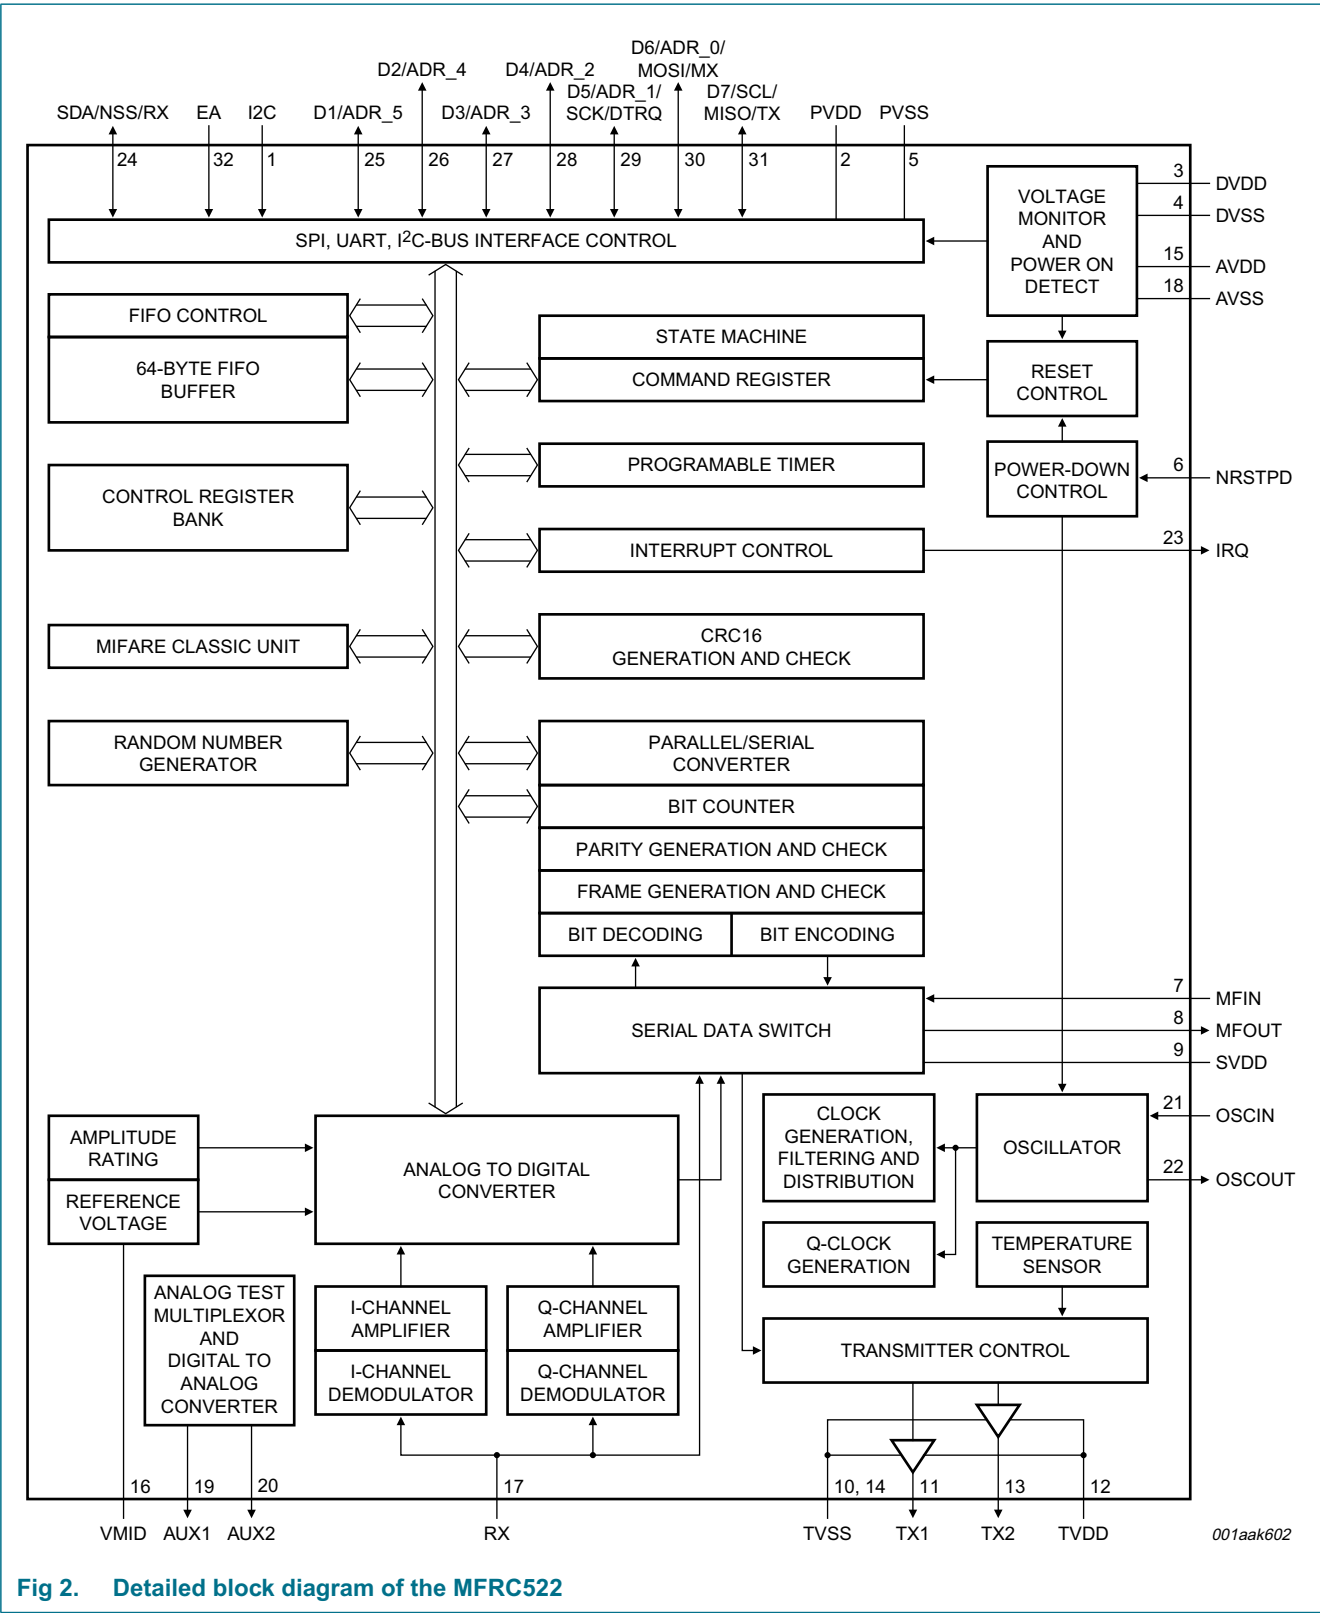 D6/ADR_0/
MOSI/MX
D2/ADR_4
D4/ADR_2
D5/ADR_1/
SCK/DTRQ
D7/SCL/
MISO/TX
SDA/NSS/RX
EA
I2C
D1/ADR_5
D3/ADR_3
PVDD
PVSS
24
32
1
25
26
27
28
29
30
31
2
5
3
DVDD
4
DVSS
15
AVDD
18
AVSS
VOLTAGE
MONITOR
AND
POWER ON
DETECT
SPI, UART, I2C-BUS INTERFACE CONTROL
FIFO CONTROL
64-BYTE FIFO
BUFFER
STATE MACHINE
COMMAND REGISTER
RESET
CONTROL
CONTROL REGISTER
BANK
PROGRAMABLE TIMER
POWER-DOWN
CONTROL
6
NRSTPD
INTERRUPT CONTROL
23
IRQ
MIFARE CLASSIC UNIT
CRC16
GENERATION AND CHECK
RANDOM NUMBER
GENERATOR
PARALLEL/SERIAL
CONVERTER
BIT COUNTER
PARITY GENERATION AND CHECK
FRAME GENERATION AND CHECK
BIT DECODING
BIT ENCODING
SERIAL DATA SWITCH
7
MFIN
8
MFOUT
9
SVDD
AMPLITUDE
RATING
REFERENCE
VOLTAGE
ANALOG TO DIGITAL
CONVERTER
CLOCK
GENERATION,
FILTERING AND
DISTRIBUTION
OSCILLATOR
21
OSCIN
22
OSCOUT
Q-CLOCK
GENERATION
TEMPERATURE
SENSOR
ANALOG TEST
MULTIPLEXOR
AND
DIGITAL TO
ANALOG
CONVERTER
I-CHANNEL
AMPLIFIER
I-CHANNEL
DEMODULATOR
Q-CHANNEL
AMPLIFIER
Q-CHANNEL
DEMODULATOR
TRANSMITTER CONTROL
16
19
20
17
10, 14
11
13
12
VMID
AUX1
AUX2
RX
TVSS
TX1
TX2
TVDD
001aak602
Fig 2. Detailed block diagram of the MFRC522